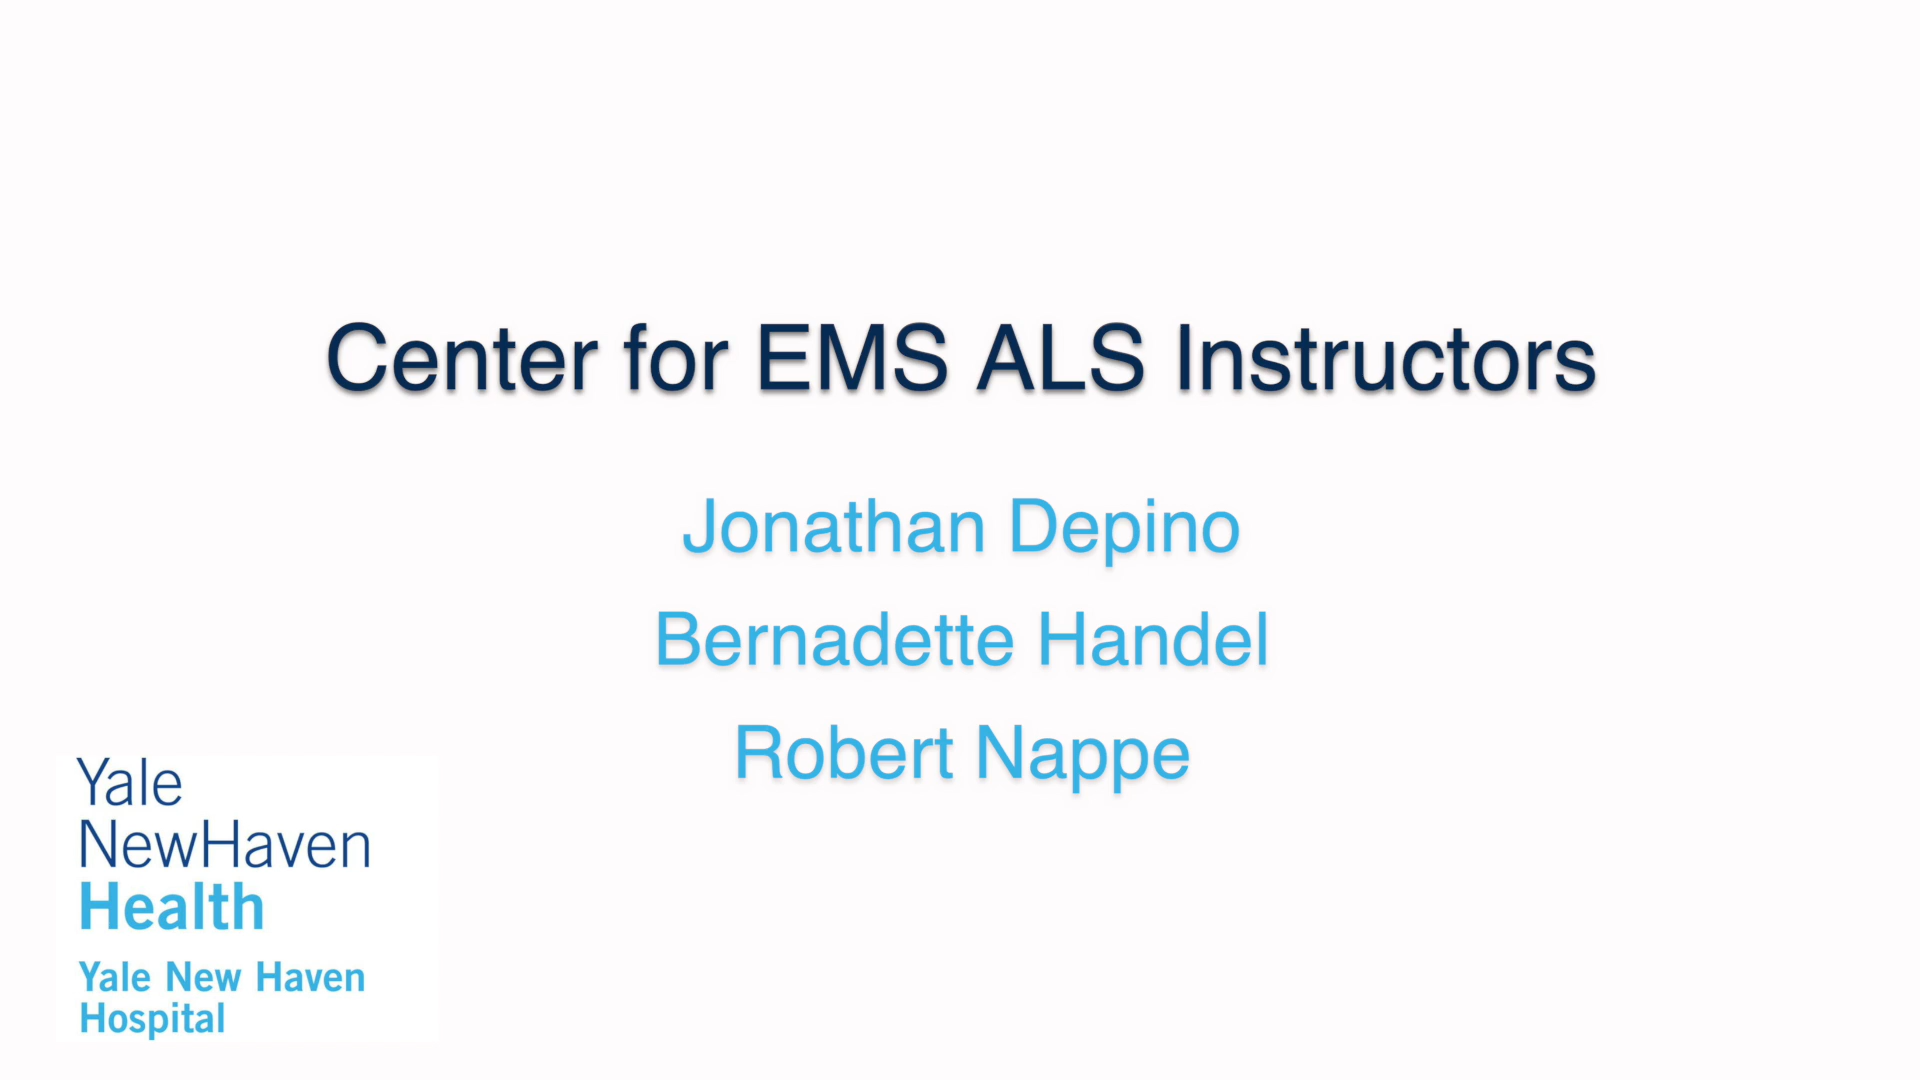 Center for EMS ALS Instructors
Jonathan Depino
Bernadette Handel
Robert Nappe
Yale
NewHaven
Health
Yale New Haven
Hospital